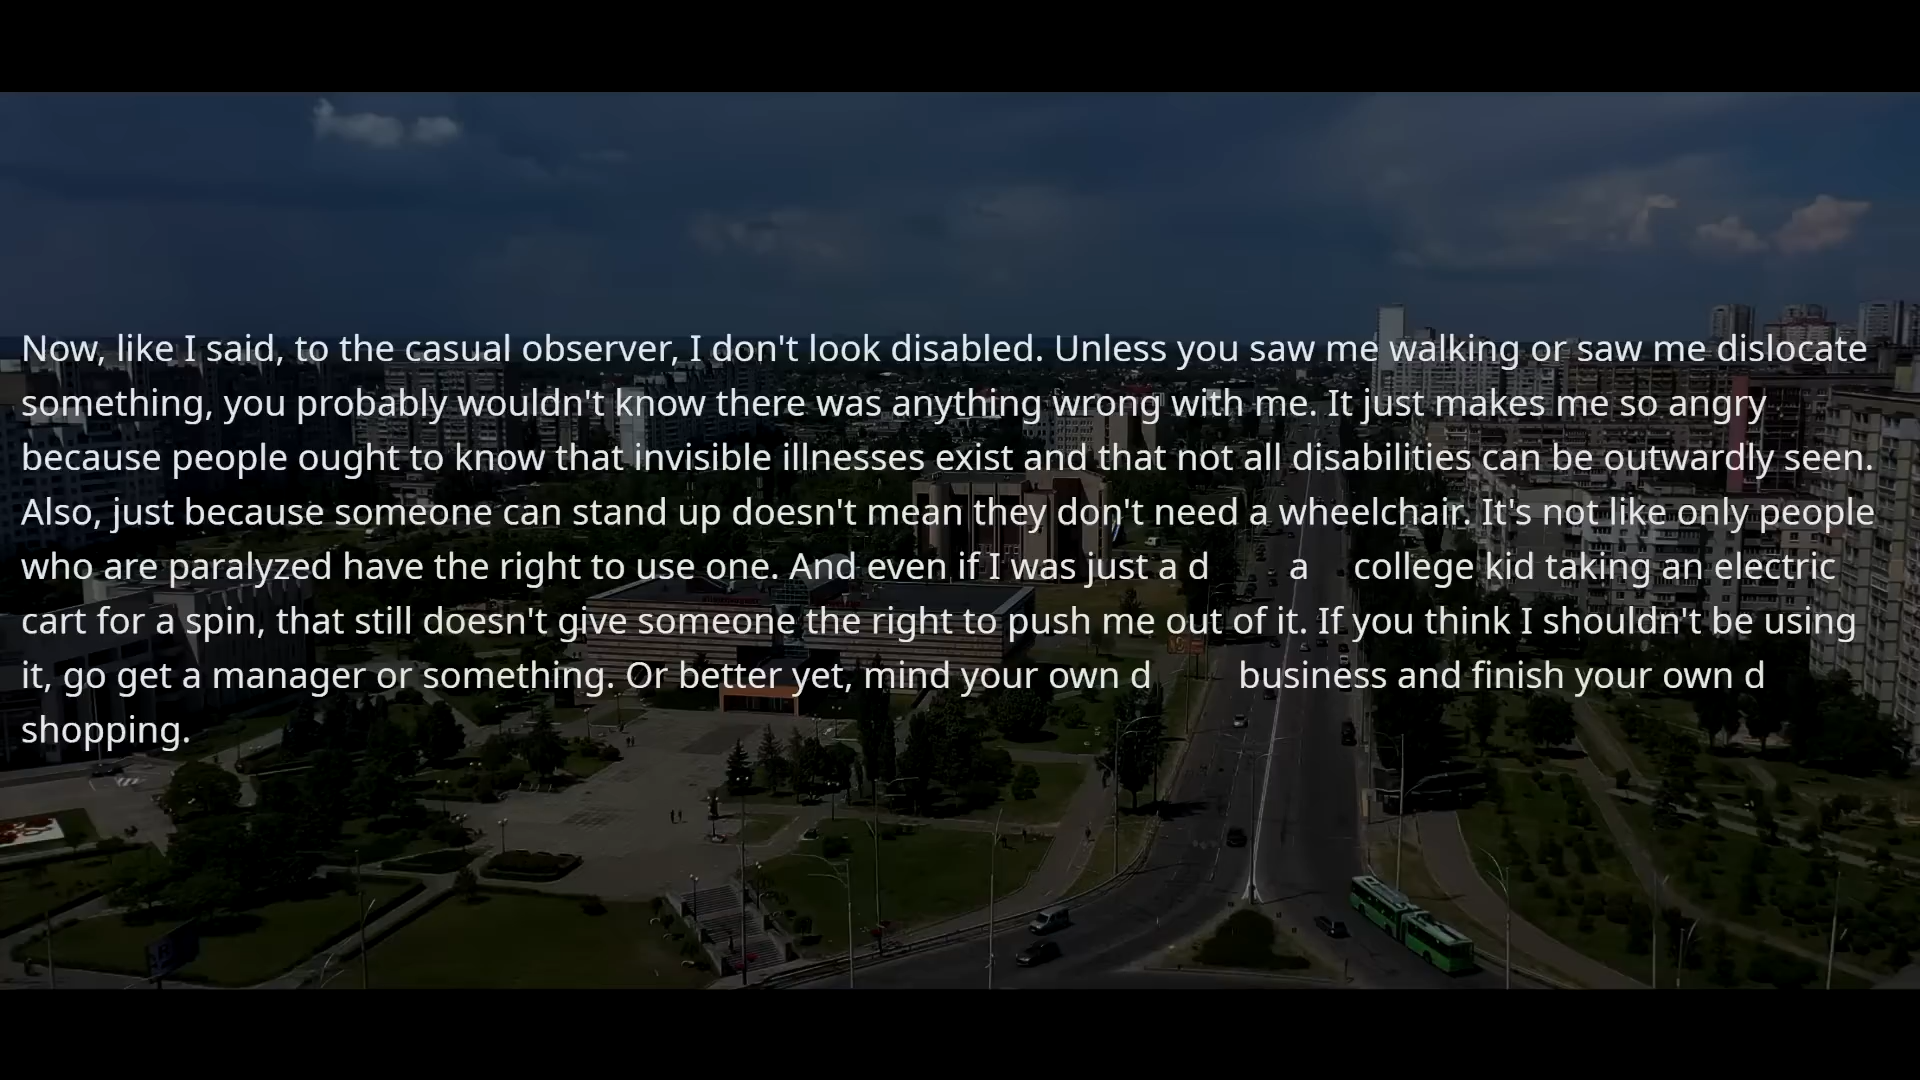 Now, like I said, to the casual observer, I don't look disabled. Unless you saw me walking or saw me dislocate
something, you probably wouldn't know there was anything wrong with me. It just makes me so angry
because people ought to know that invisible illnesses exist and that not all disabilities can be outwardly seen.
Also, just because someone can stand up doesn't mean they don't need a wheelchair. It's not like only people
who are paralyzed have the right to use one. And even if I was just a d a college kid taking an electric
cart for a spin, that still doesn't give someone the right to push me out of it. If you think I shouldn't be using
it, go get a manager or something. Or better yet, mind your own d business and finish your own d
shopping.